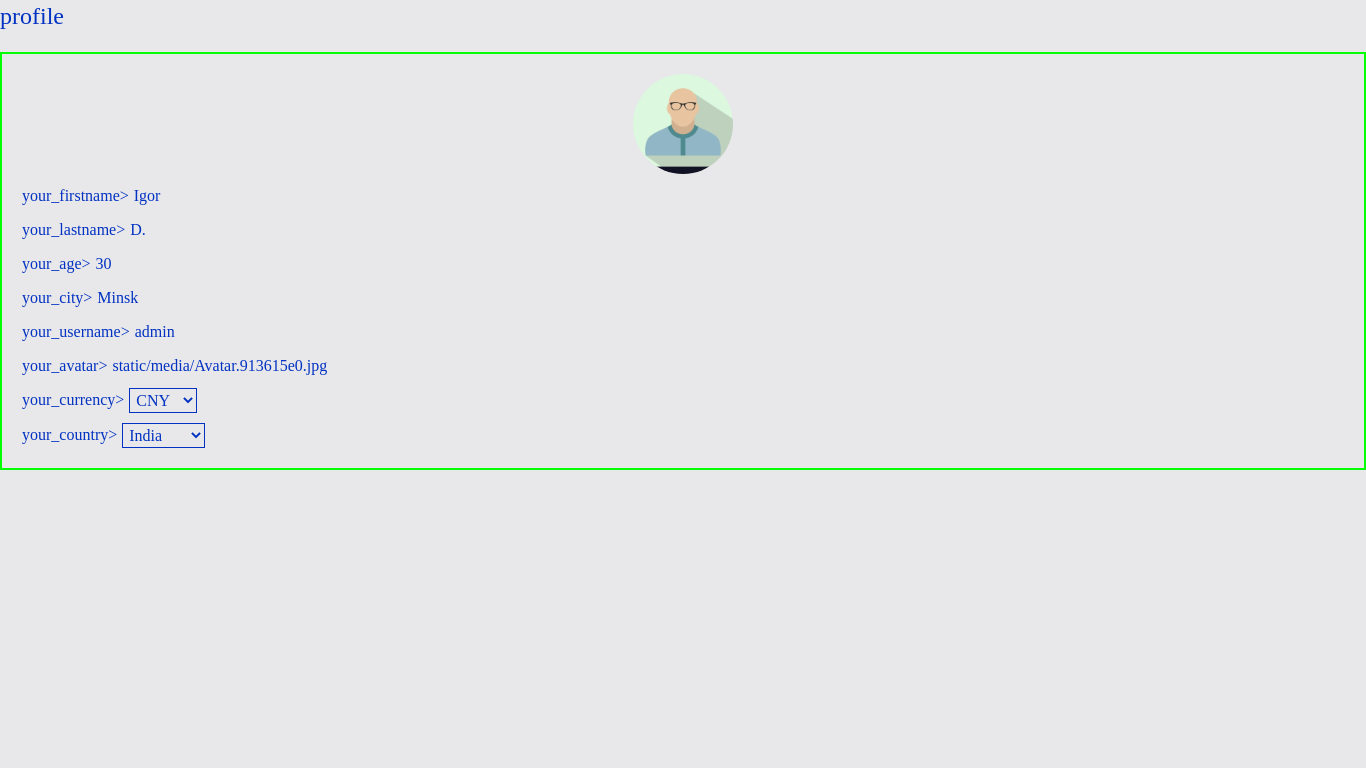 profile
your_firstname> Igor
your_lastname> D.
your_age> 30
your_city> Minsk
your_username> admin
your_avatar> static/media/Avatar.913615e0.jpg
your_currency> CNY
your_country> India